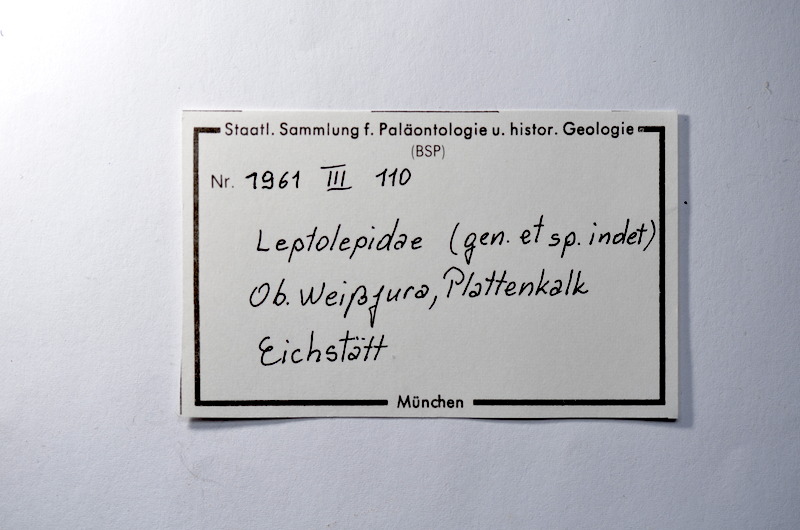 Staatl. Sammlung f. Paläontologie u. histor. Geologie
(BSP)
Nr. 1961 III 110
Leptolepidae (gen. et sp. indet)
Ob. Weißjura, Plattenkalk
Eichstätt
München